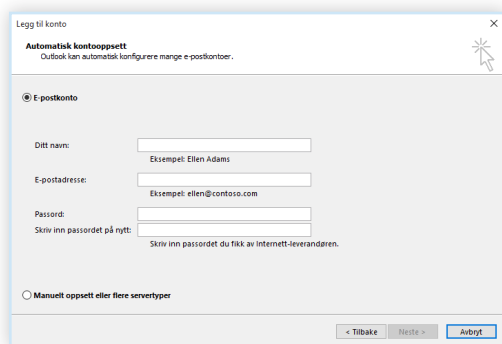 Legg til konto
Automatisk kontooppsett
Outlook kan automatisk konfigurere mange e-postkontoer.
E-postkonto
Ditt navn:
Eksempel: Ellen Adams
E-postadresse:
Eksempel: ellen@contoso.com
Passord:
Skriv inn passordet på nytt:
Skriv inn passordet du fikk av Internett-leverandøren.
Manuelt oppsett eller flere servertyper
< Tilbake Neste > Avbryt